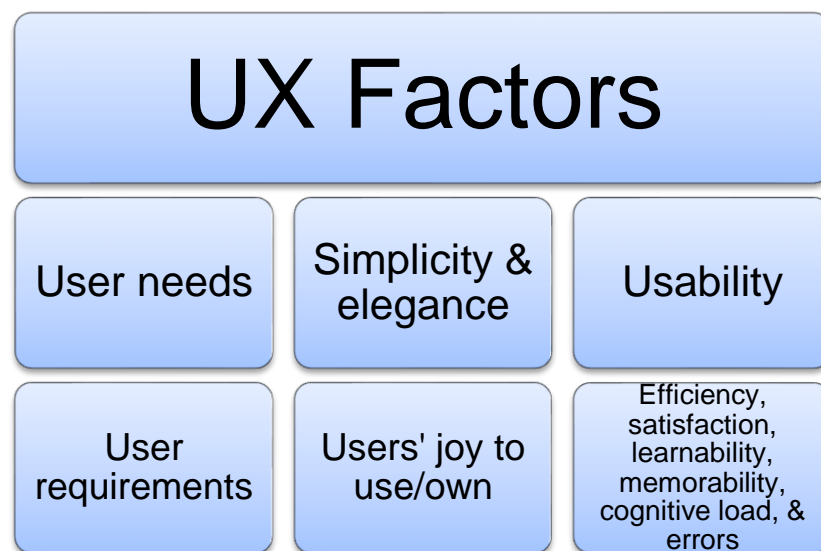 UX Factors
User needs
Simplicity &
elegance
Usability
User
requirements
Users' joy to
use/own
Efficiency,
satisfaction,
learnability,
memorability,
cognitive load, &
errors